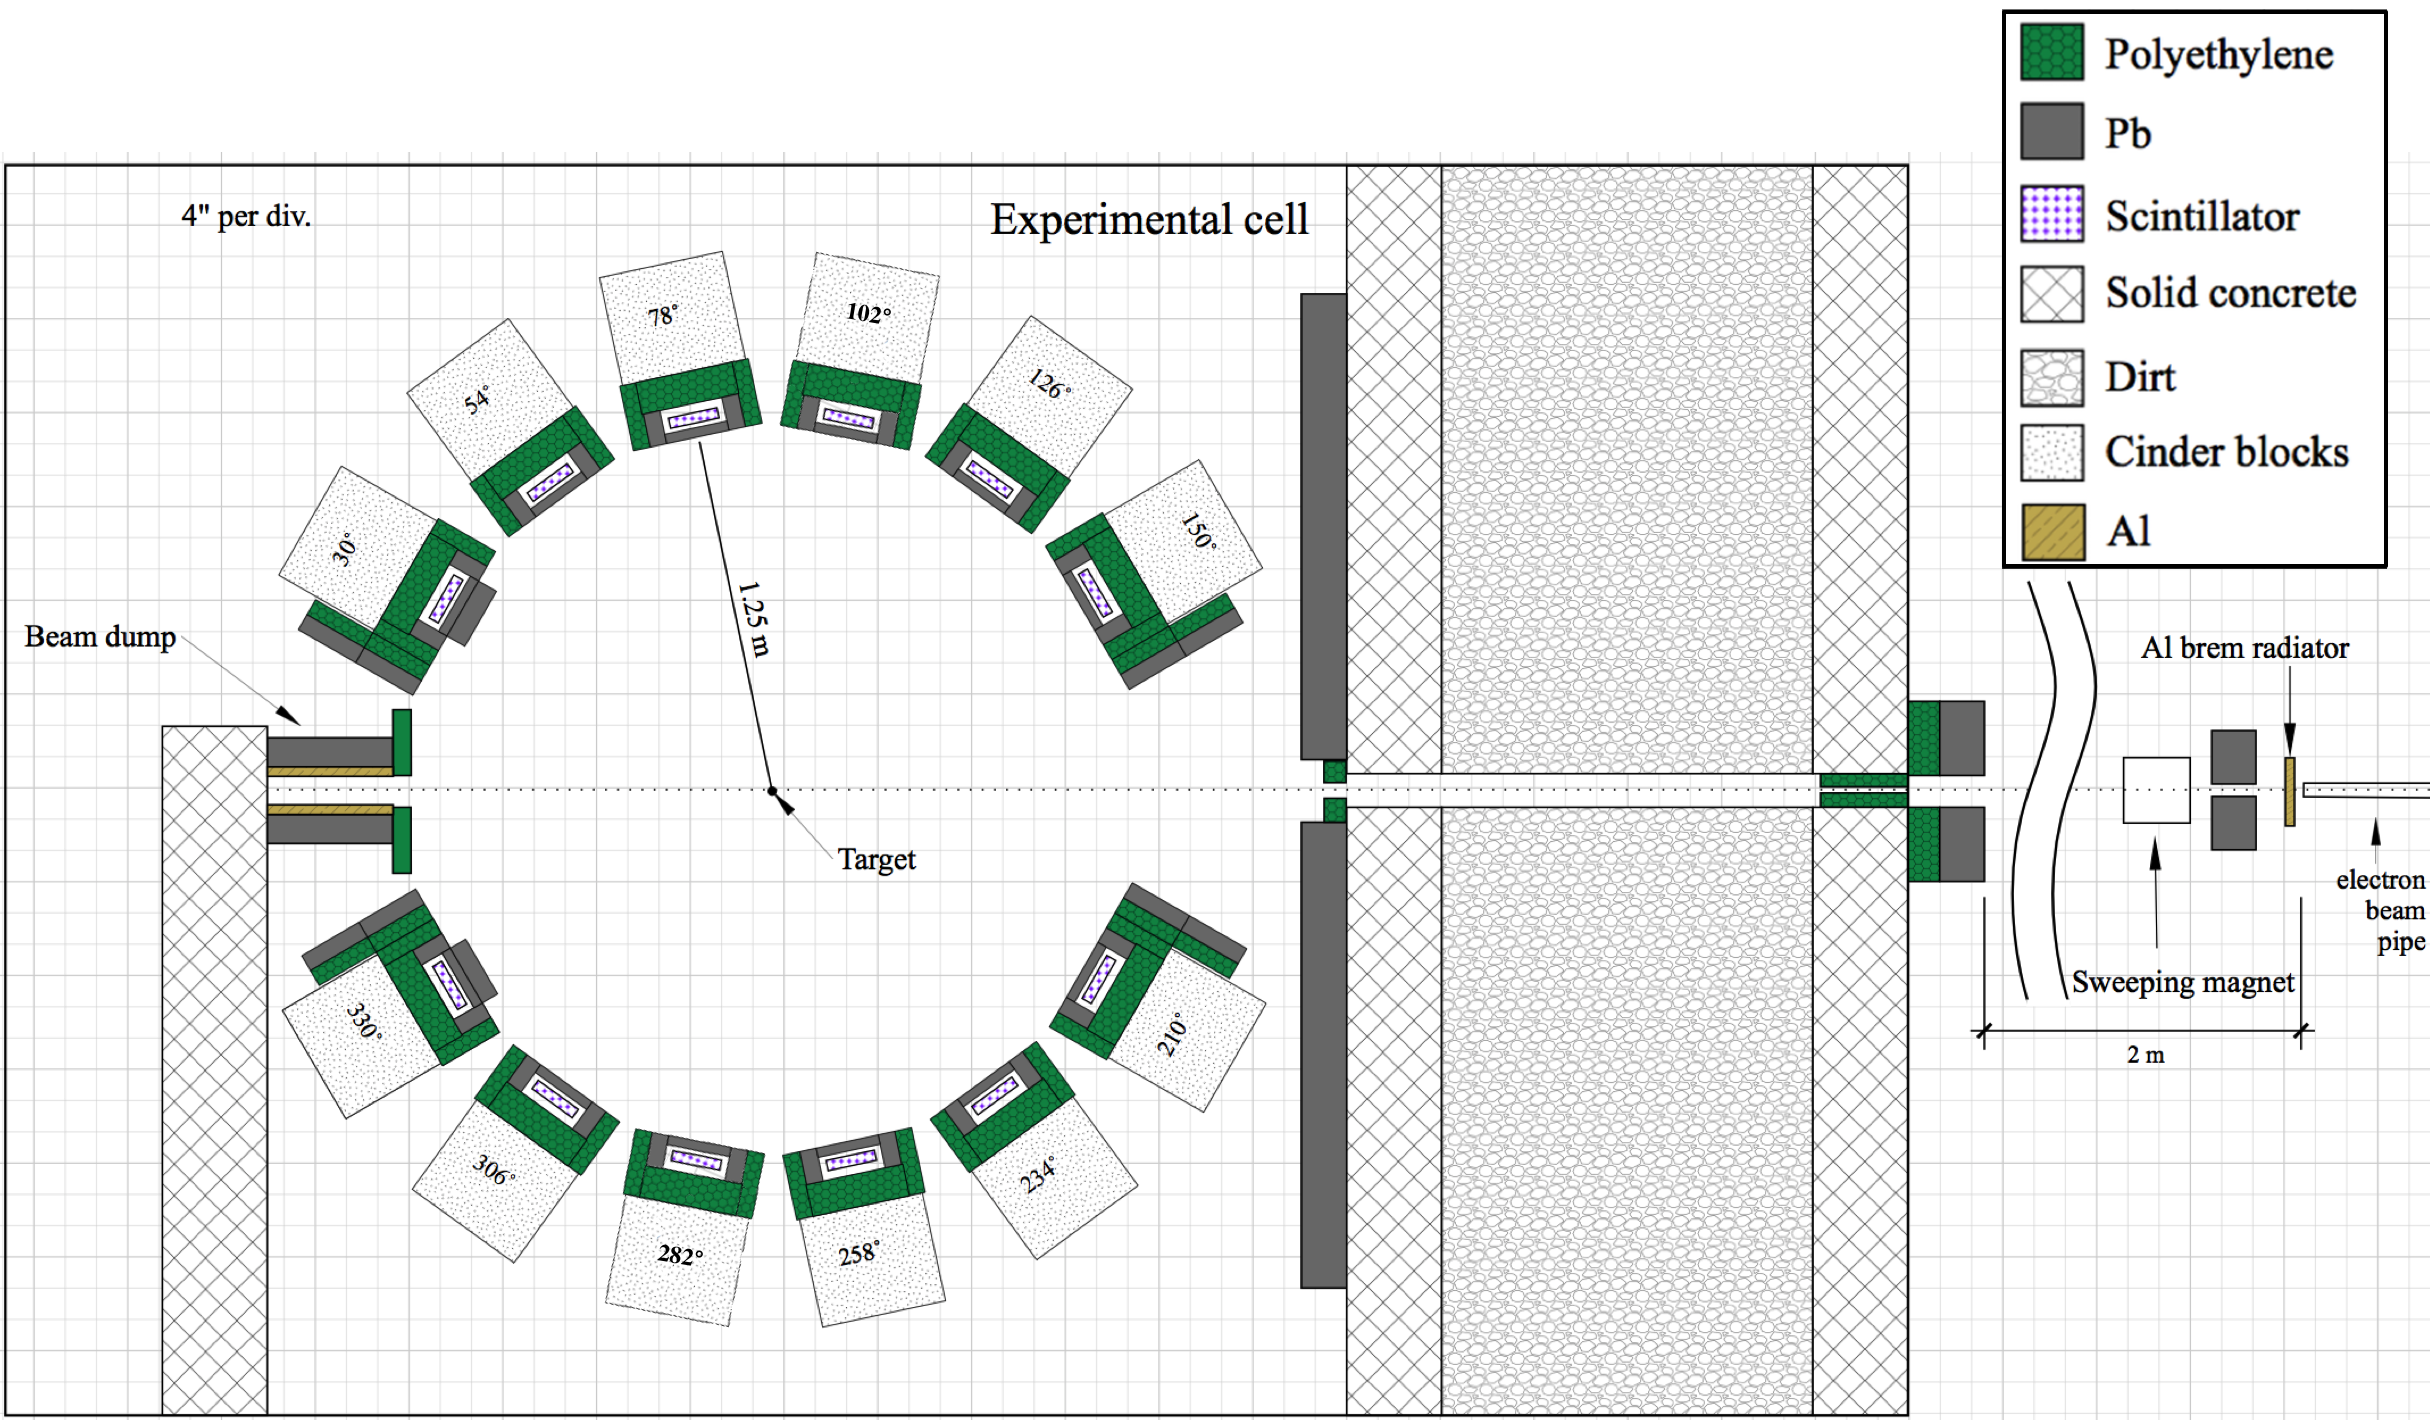 Polyethylene
Pb
Scintillator
Solid concrete
Dirt
Cinder blocks
Al
4" per div.
Experimental cell
78°
102°
54°
126°
30°
150°
Beam dump
1.25 m
Target
Al brem radiator
electron
beam
pipe
Sweeping magnet
2 m
330°
210°
306°
234°
282°
258°